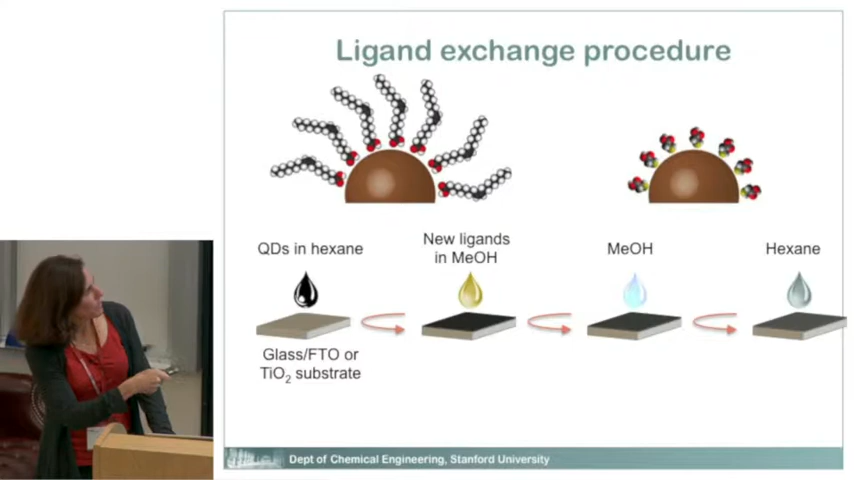 Ligand exchange procedure
QDs in hexane
New ligands
in MeOH
MeOH
Hexane
Glass/FTO or
TiO₂ substrate
Dept of Chemical Engineering, Stanford University